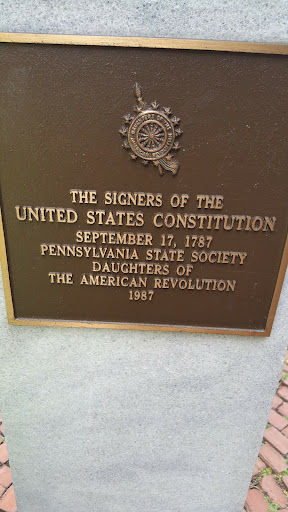 THE SIGNERS OF THE
UNITED STATES CONSTITUTION
SEPTEMBER 17, 1787
PENNSYLVANIA STATE SOCIETY
DAUGHTERS OF
THE AMERICAN REVOLUTION
1987